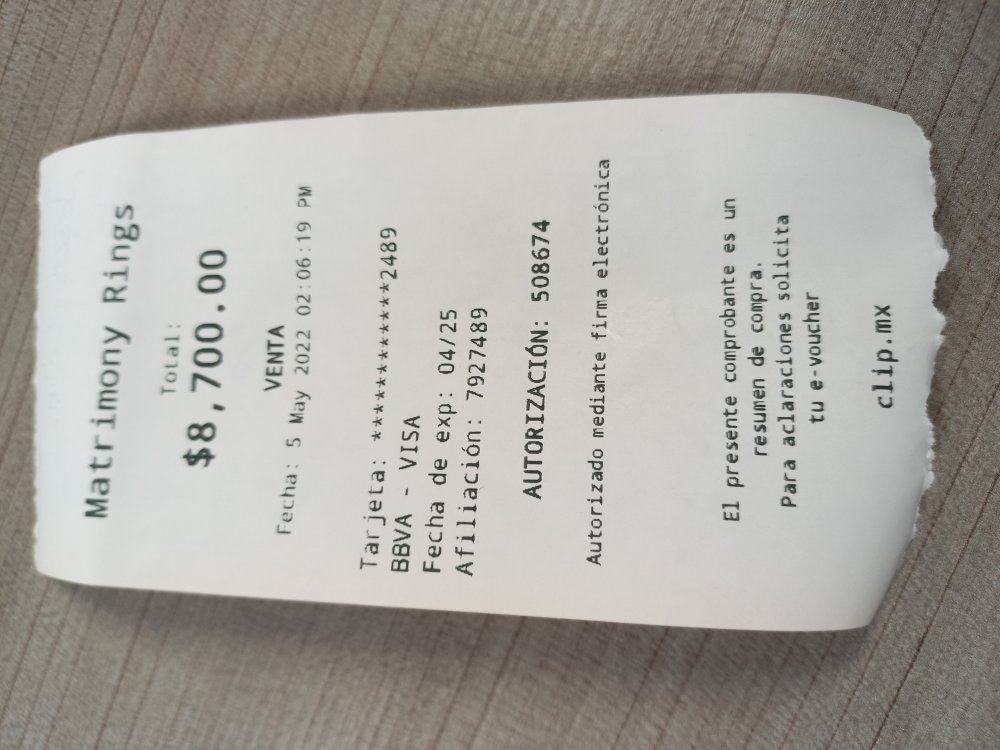 Matrimony Rings
Total:
$8,700.00
VENTA
Fecha: 5 May 2022 02:06:19 PM
Tarjeta: ************2489
BBVA - VISA
Fecha de exp: 04/25
Afiliación: 7927489
AUTORIZACIÓN: 508674
Autorizado mediante firma electrónica
El presente comprobante es un
resumen de compra.
Para aclaraciones solicita
tu e-voucher
clip.mx